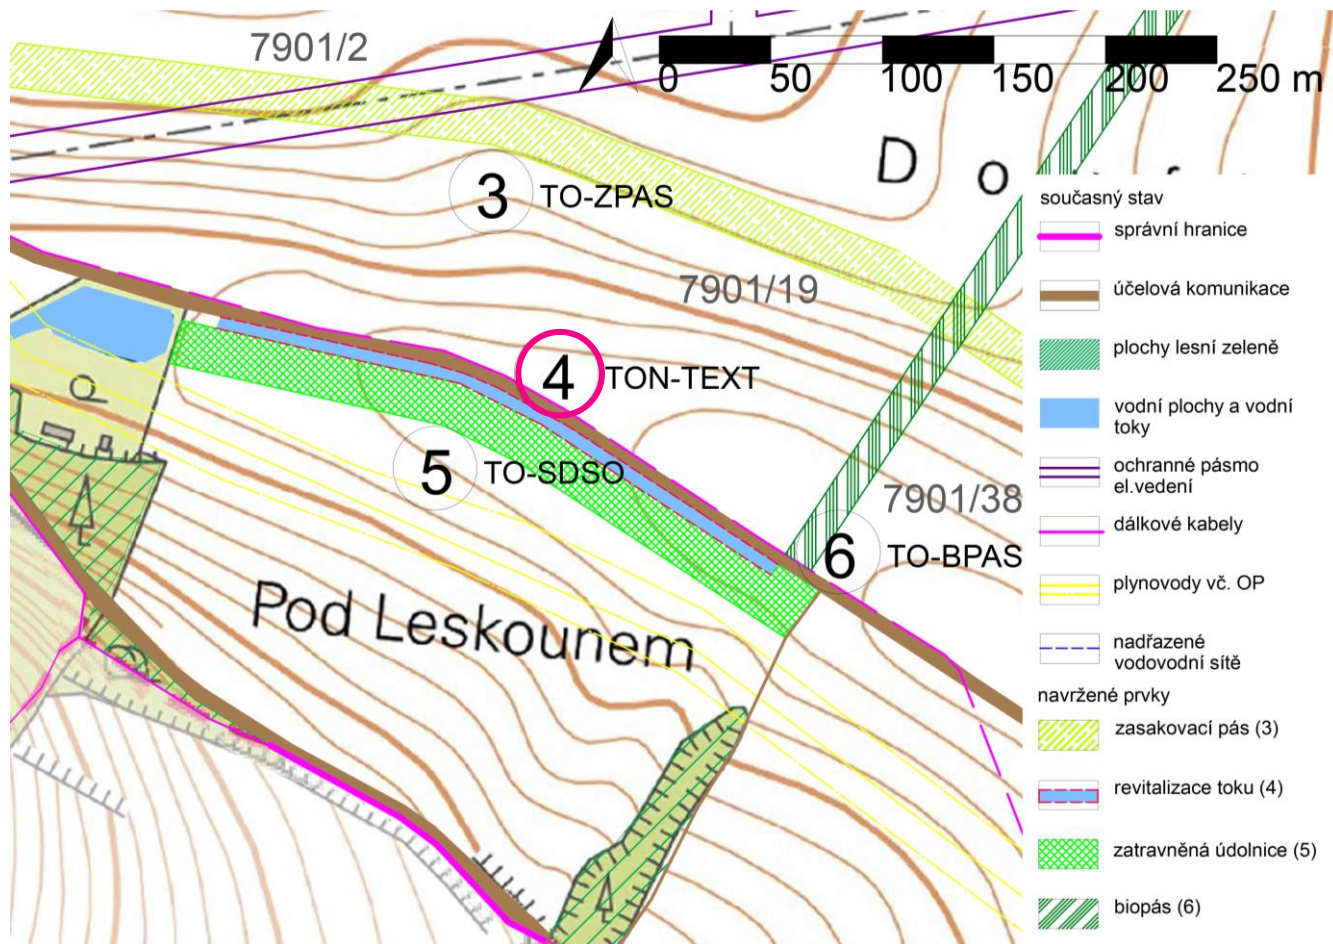 7901/2
0 50 100 150 200 250 m
D o
3 TO-ZPAS
7901/19
4 TON-TEXT
5 TO-SDSO
7901/38
6 TO-BPAS
Pod Leskounem
současný stav
správní hranice
účelová komunikace
plochy lesní zeleně
vodní plochy a vodní
toky
ochranné pásmo
el.vedení
dálkové kabely
plynovody vč. OP
nadřazené
vodovodní sítě
navržené prvky
zasakovací pás (3)
revitalizace toku (4)
zatravněná údolnice (5)
biopás (6)